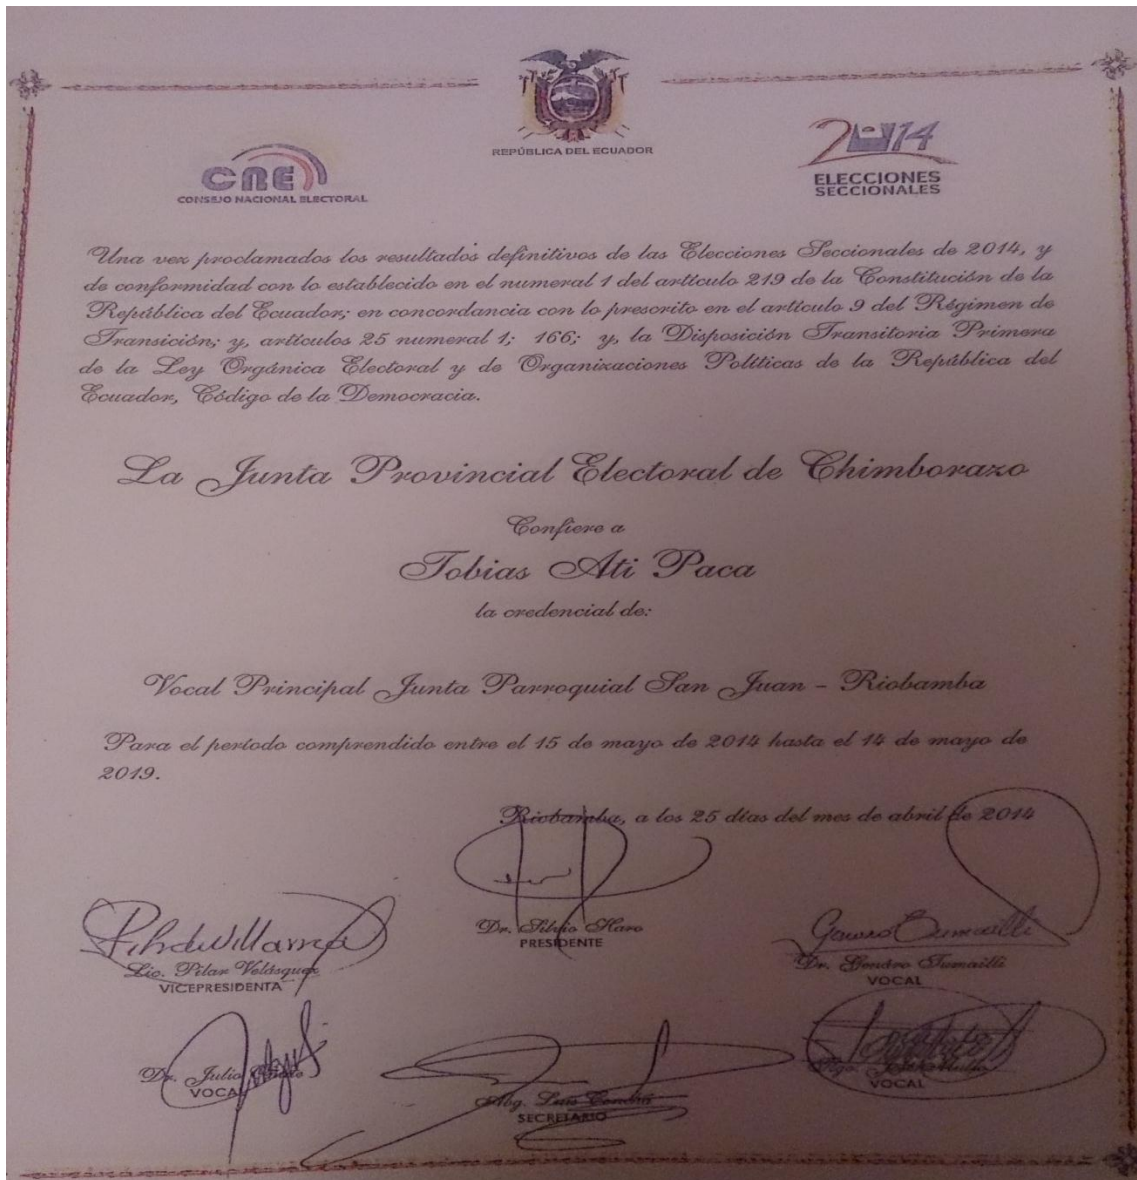 REPÚBLICA DEL ECUADOR
CNE
CONSEJO NACIONAL ELECTORAL
2014
ELECCIONES
SECCIONALES
Una vez proclamados los resultados definitivos de las Elecciones Seccionales de 2014, y
de conformidad con lo establecido en el numeral 1 del artículo 219 de la Constitución de la
República del Ecuador; en concordancia con lo prescrito en el artículo 9 del Régimen de
Transición; y, artículos 25 numeral 1; 166; y, la Disposición Transitoria Primera
de la Ley Orgánica Electoral y de Organizaciones Políticas de la República del
Ecuador, Código de la Democracia.
La Junta Provincial Electoral de Chimborazo
Confiere a
Tobias Ati Paca
la credencial de:
Vocal Principal Junta Parroquial San Juan - Riobamba
Para el período comprendido entre el 15 de mayo de 2014 hasta el 14 de mayo de
2019.
Riobamba, a los 25 días del mes de abril de 2014
Dr. Silvio Haro
PRESIDENTE
Lic. Pilar Velásquez
VICEPRESIDENTA
Dr. Genaro Cumailli
VOCAL
Dr. Julio
VOCAL
Abg. Luis
SECRETARIO
VOCAL